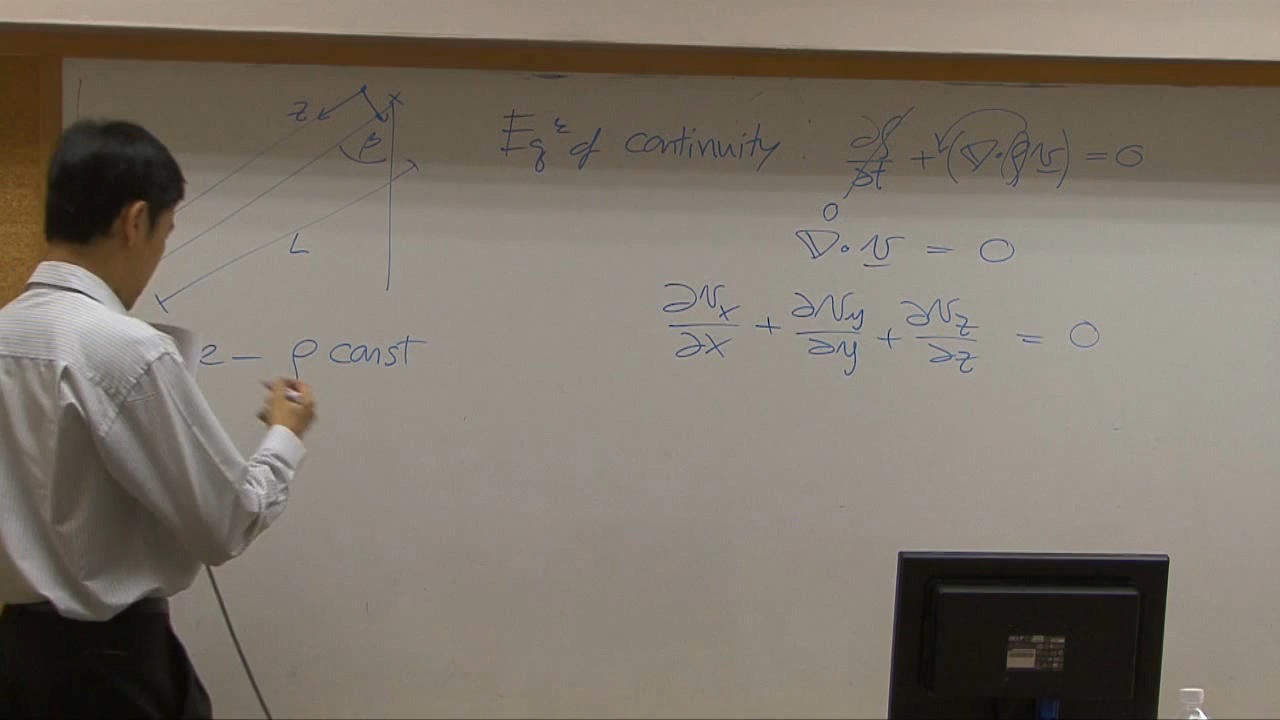 z x
β
L
Eqⁿ of continuity : ∂ρ/∂t + (∇·ρv) = 0
0
∇·v = 0
∂vx/∂x + ∂vy/∂y + ∂vz/∂z = 0
ρ const